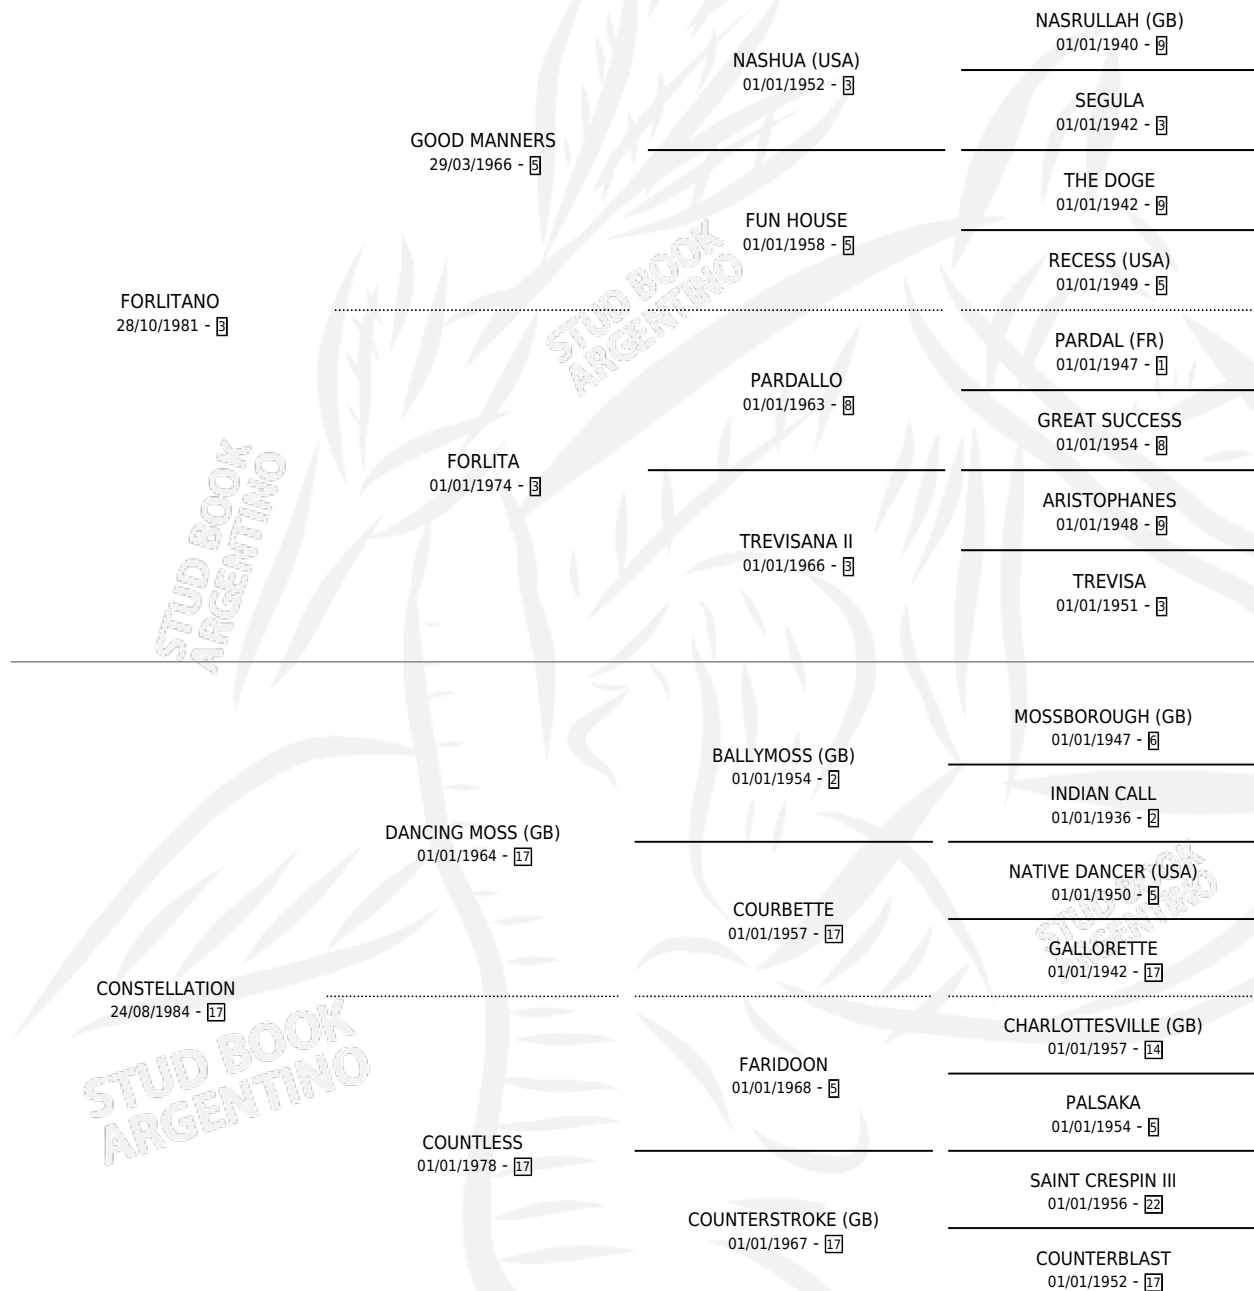 NASRULLAH (GB)
01/01/1940 - 9
NASHUA (USA)
01/01/1952 - 3
SEGULA
01/01/1942 - 3
GOOD MANNERS
29/03/1966 - 5
THE DOGE
01/01/1942 - 9
FUN HOUSE
01/01/1958 - 5
RECESS (USA)
01/01/1949 - 5
FORLITANO
28/10/1981 - 3
PARDAL (FR)
01/01/1947 - 1
PARDALLO
01/01/1963 - 8
GREAT SUCCESS
01/01/1954 - 8
FORLITA
01/01/1974 - 3
ARISTOPHANES
01/01/1948 - 9
TREVISANA II
01/01/1966 - 3
TREVISA
01/01/1951 - 3
MOSSBOROUGH (GB)
01/01/1947 - 6
BALLYMOSS (GB)
01/01/1954 - 2
INDIAN CALL
01/01/1936 - 2
DANCING MOSS (GB)
01/01/1964 - 17
NATIVE DANCER (USA)
01/01/1950 - 5
COURBETTE
01/01/1957 - 17
GALLORETTE
01/01/1942 - 17
CONSTELLATION
24/08/1984 - 17
CHARLOTTESVILLE (GB)
01/01/1957 - 14
FARIDOON
01/01/1968 - 5
PALSAKA
01/01/1954 - 5
COUNTLESS
01/01/1978 - 17
SAINT CRESPIN III
01/01/1956 - 22
COUNTERSTROKE (GB)
01/01/1967 - 17
COUNTERBLAST
01/01/1952 - 17
STUD BOOK
ARGENTINO
STUD BOOK
ARGENTINO
STUD BOOK
ARGENTINO
STUD BOOK
ARGENTINO